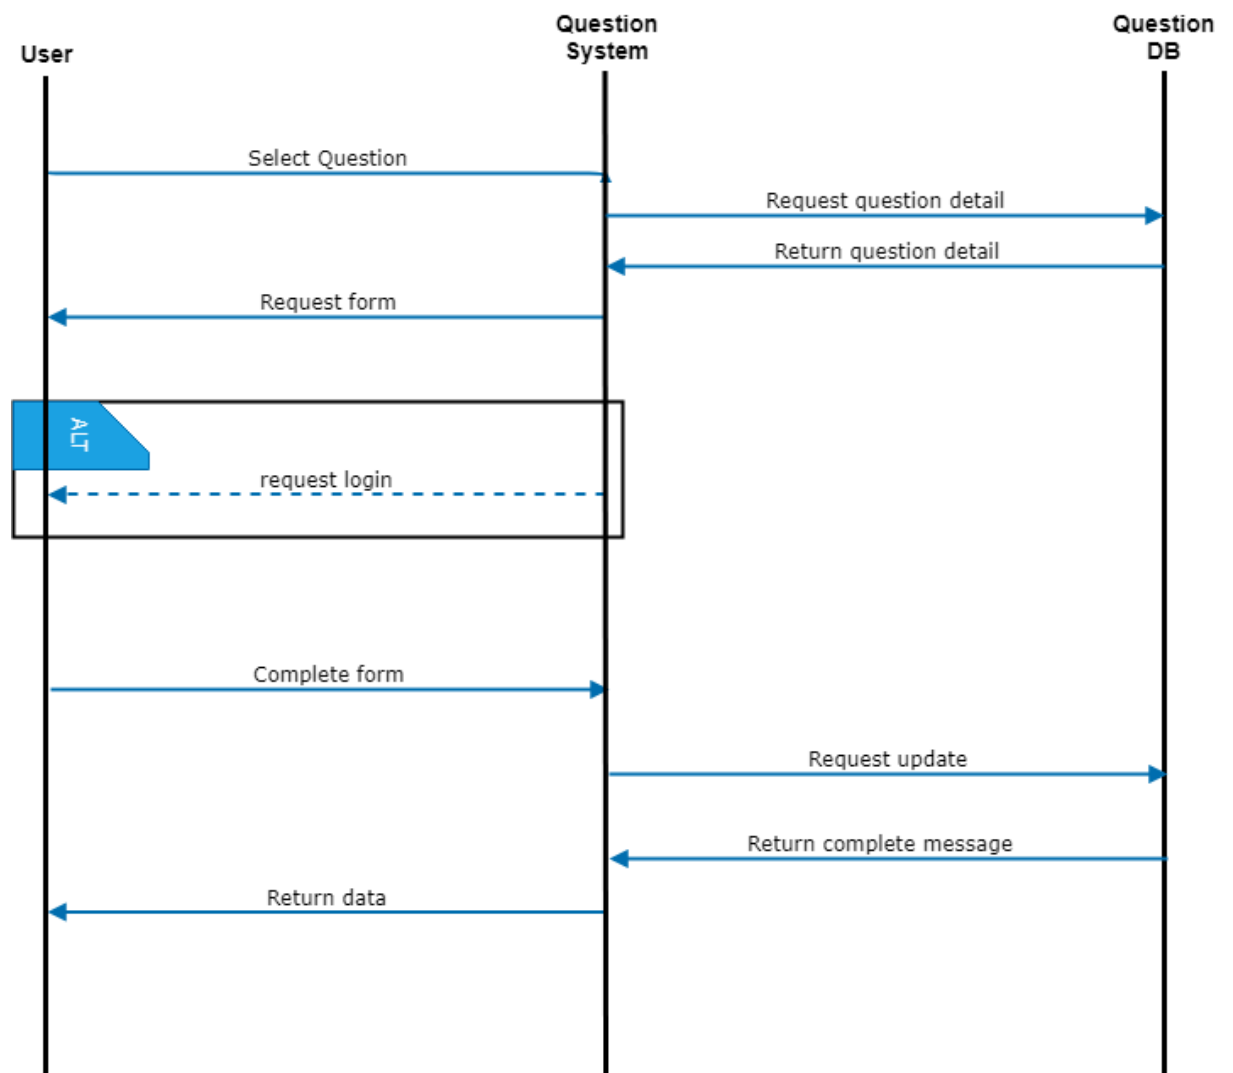 User
Question
System
Question
DB
Select Question
Request question detail
Return question detail
Request form
ALT
request login
Complete form
Request update
Return complete message
Return data